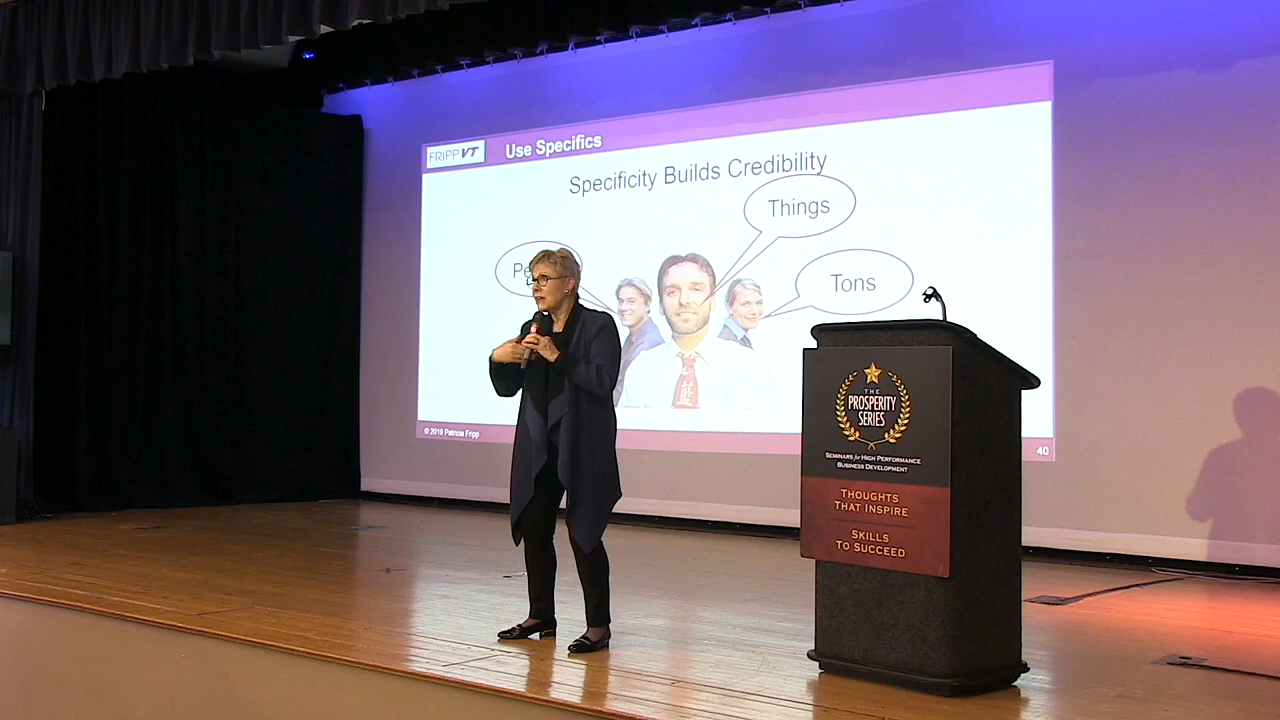 FRIPP VT
Use Specifics
Specificity Builds Credibility
Things
Tons
© 2019 Patricia Fripp
40
THE
PROSPERITY
SERIES
SEMINARS for HIGH PERFORMANCE
BUSINESS DEVELOPMENT
THOUGHTS
THAT INSPIRE
SKILLS
TO SUCCEED